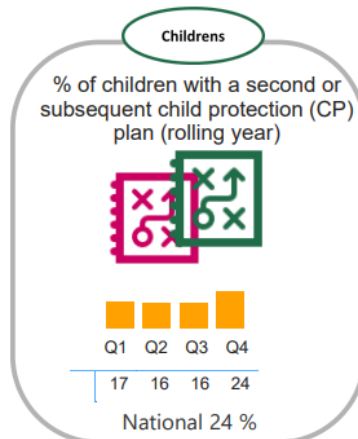 Childrens
% of children with a second or
subsequent child protection (CP)
plan (rolling year)
Q1 Q2 Q3 Q4
17 16 16 24
National 24 %